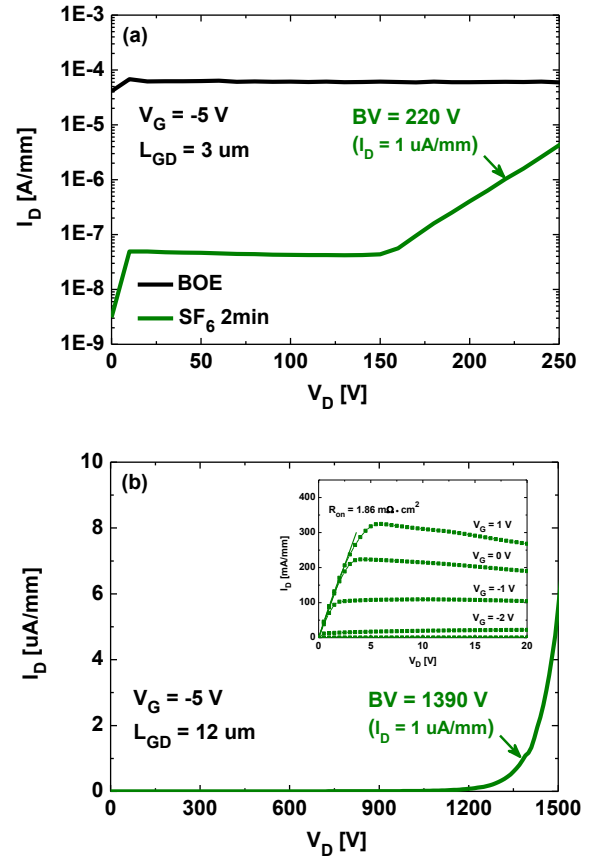 (a)
1E-3
1E-4
1E-5
1E-6
1E-7
1E-8
1E-9
I_D [A/mm]
V_G = -5 V
L_GD = 3 um
BV = 220 V
(I_D = 1 uA/mm)
BOE
SF_6 2min
0 50 100 150 200 250
V_D [V]
(b)
10
8
6
4
2
0
I_D [uA/mm]
400
300
200
100
0
I_D [mA/mm]
R_on = 1.86 mΩ·cm²
V_G = 1 V
V_G = 0 V
V_G = -1 V
V_G = -2 V
0 5 10 15 20
V_D [V]
V_G = -5 V
L_GD = 12 um
BV = 1390 V
(I_D = 1 uA/mm)
0 300 600 900 1200 1500
V_D [V]